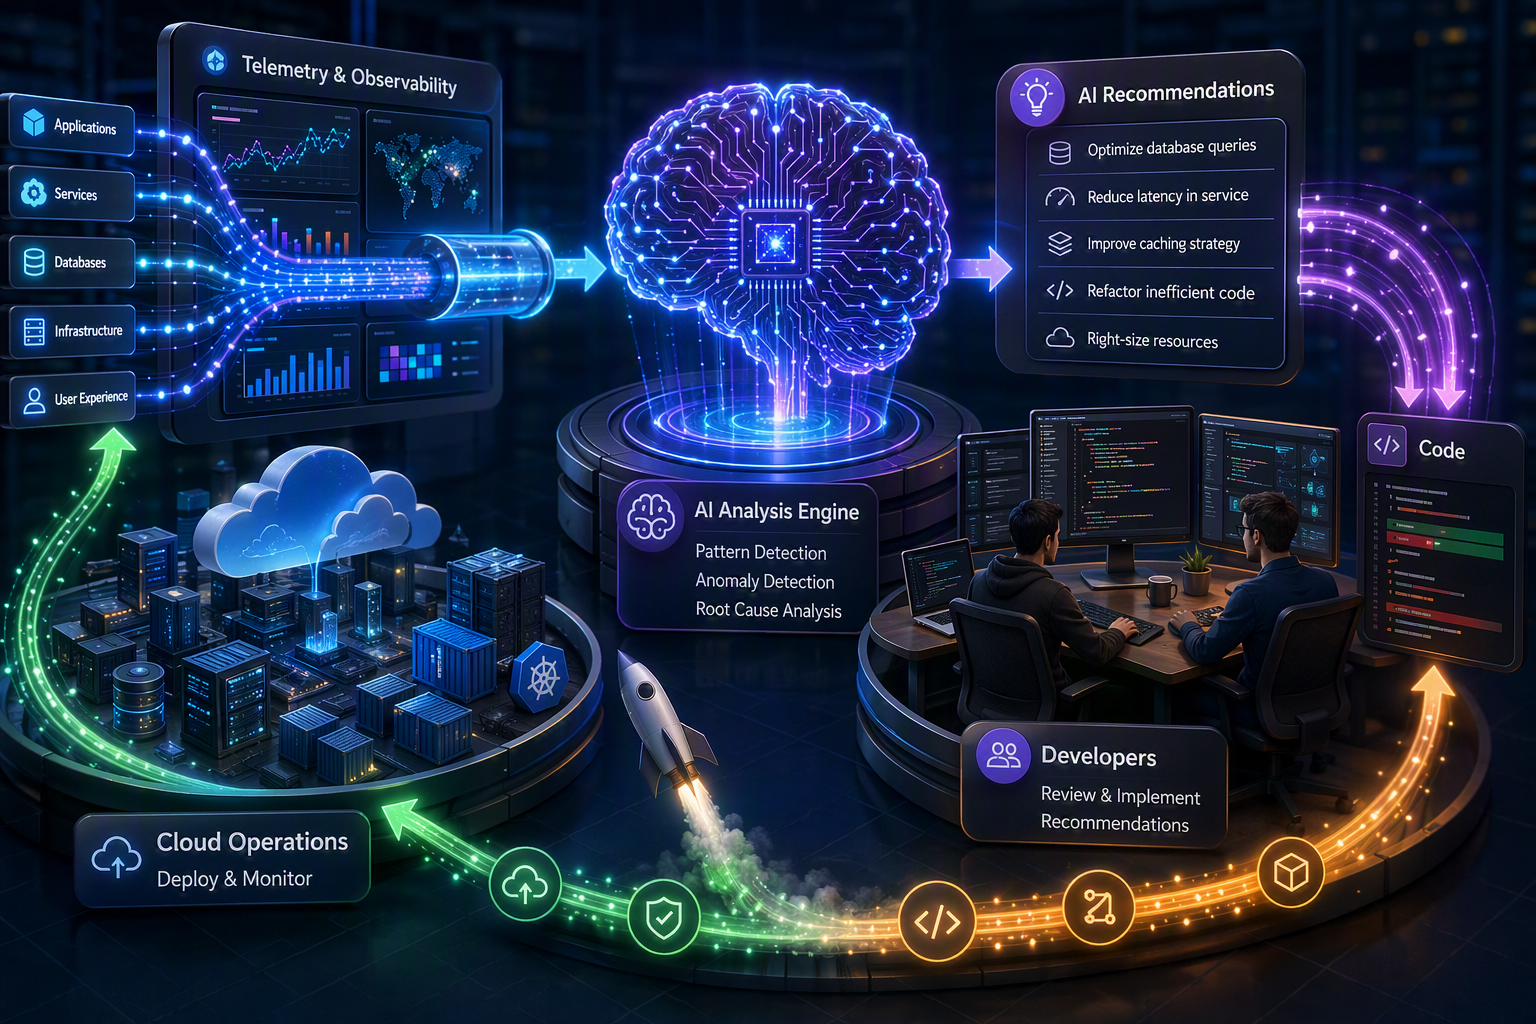 Telemetry & Observability
Applications
Services
Databases
Infrastructure
User Experience
AI Recommendations
Optimize database queries
Reduce latency in service
Improve caching strategy
Refactor inefficient code
Right-size resources
</> Code
AI Analysis Engine
Pattern Detection
Anomaly Detection
Root Cause Analysis
Developers
Review & Implement
Recommendations
Cloud Operations
Deploy & Monitor
</>